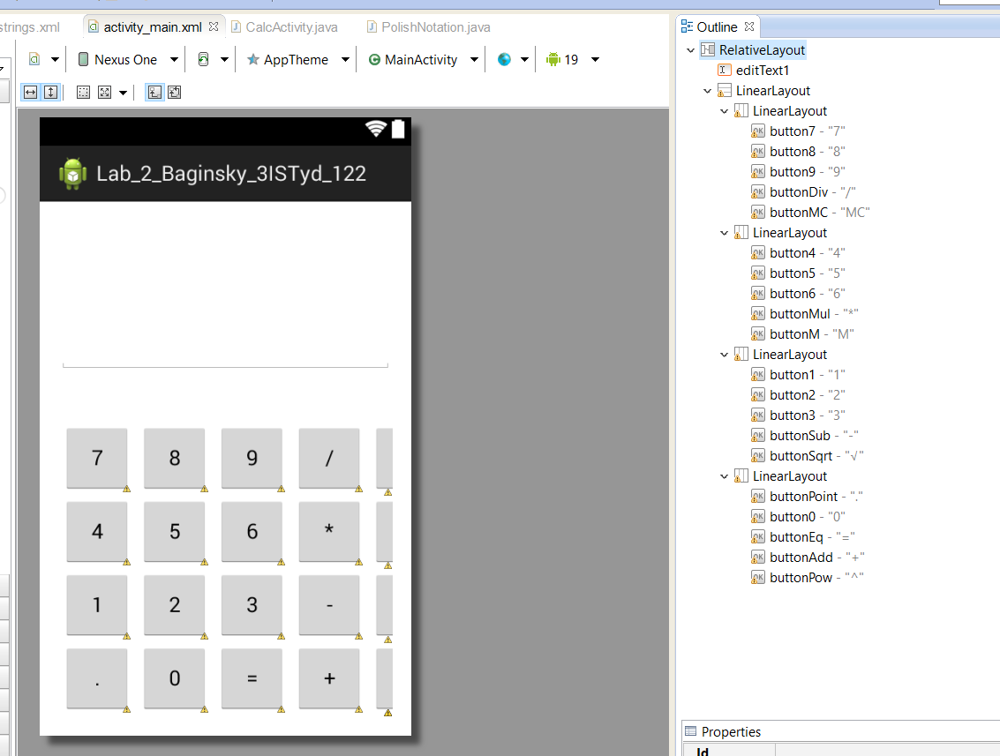 strings.xml
activity_main.xml
CalcActivity.java
PolishNotation.java
Nexus One
AppTheme
MainActivity
19
Lab_2_Baginsky_3ISTyd_122
7 8 9 /
4 5 6 *
1 2 3 -
. 0 = +
Outline
RelativeLayout
editText1
LinearLayout
LinearLayout
button7 - "7"
button8 - "8"
button9 - "9"
buttonDiv - "/"
buttonMC - "MC"
LinearLayout
button4 - "4"
button5 - "5"
button6 - "6"
buttonMul - "*"
buttonM - "M"
LinearLayout
button1 - "1"
button2 - "2"
button3 - "3"
buttonSub - "-"
buttonSqrt - "√"
LinearLayout
buttonPoint - "."
button0 - "0"
buttonEq - "="
buttonAdd - "+"
buttonPow - "^"
Properties
Id